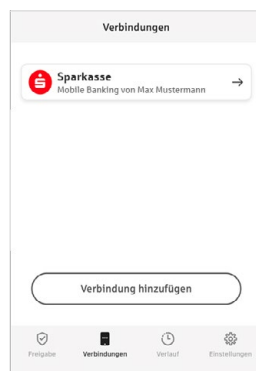 Verbindungen
Sparkasse
Mobile Banking von Max Mustermann
Verbindung hinzufügen
Freigabe Verbindungen Verlauf Einstellungen